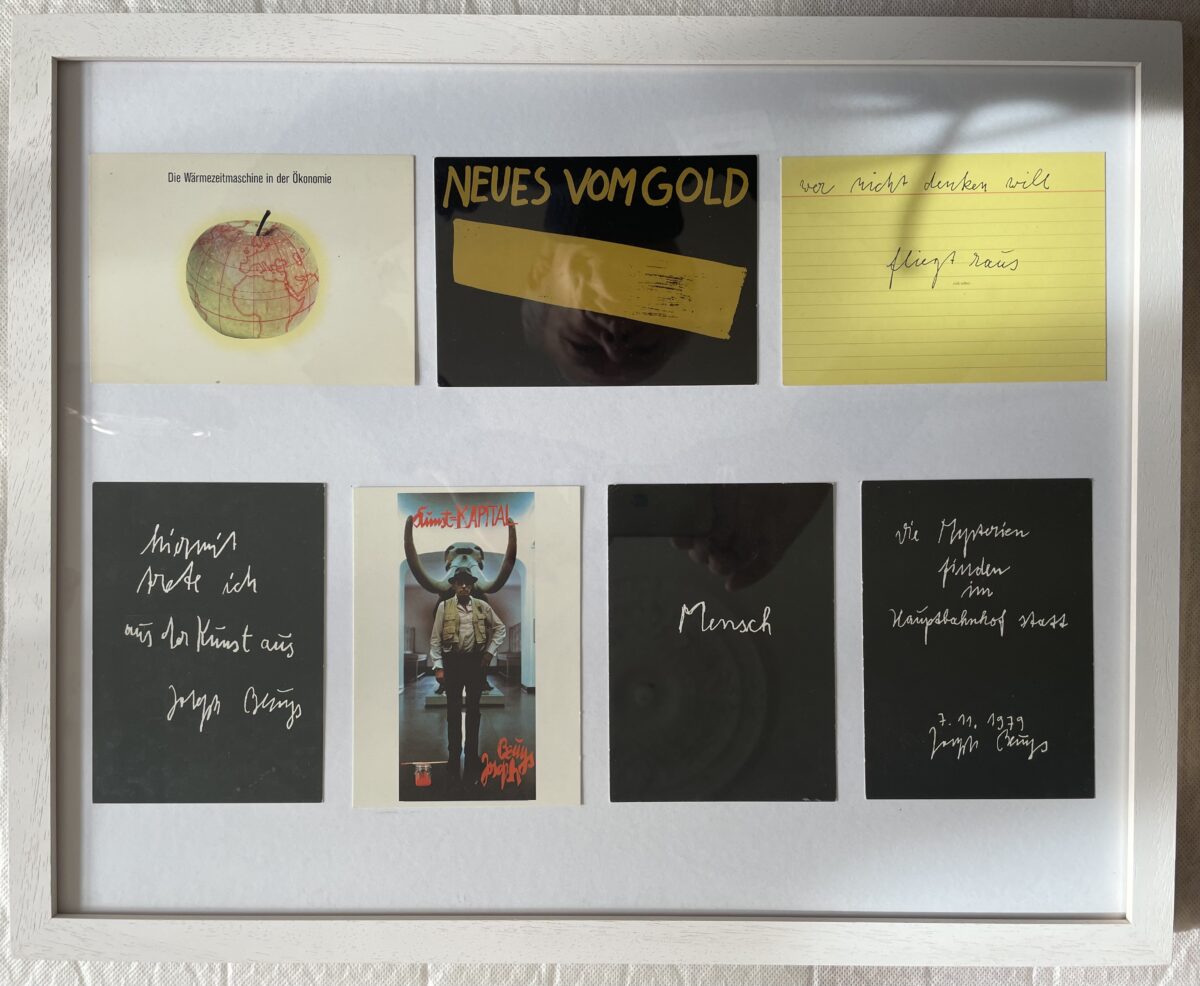 Die Wärmezeitmaschine in der Ökonomie
NEUES VOM GOLD
wer nicht denken will
fliegt raus
hiermit
trete ich
aus der Kunst aus
Joseph Beuys
Kunst=KAPITAL
Beuys
Joseph
Mensch
die Mysterien
finden
im
Hauptbahnhof statt
7.11.1979
Joseph Beuys